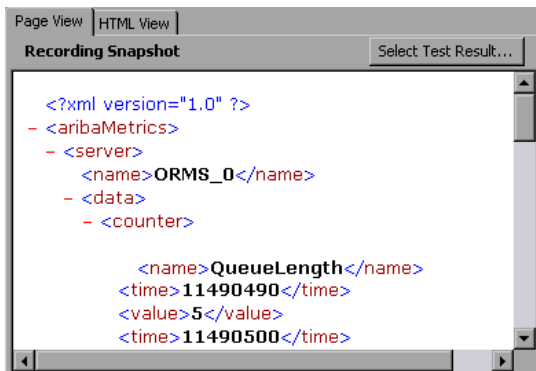 Page View HTML View
Recording Snapshot Select Test Result...
<?xml version="1.0" ?>
– <aribaMetrics>
– <server>
<name>ORMS_0</name>
– <data>
– <counter>
<name>QueueLength</name>
<time>11490490</time>
<value>5</value>
<time>11490500</time>